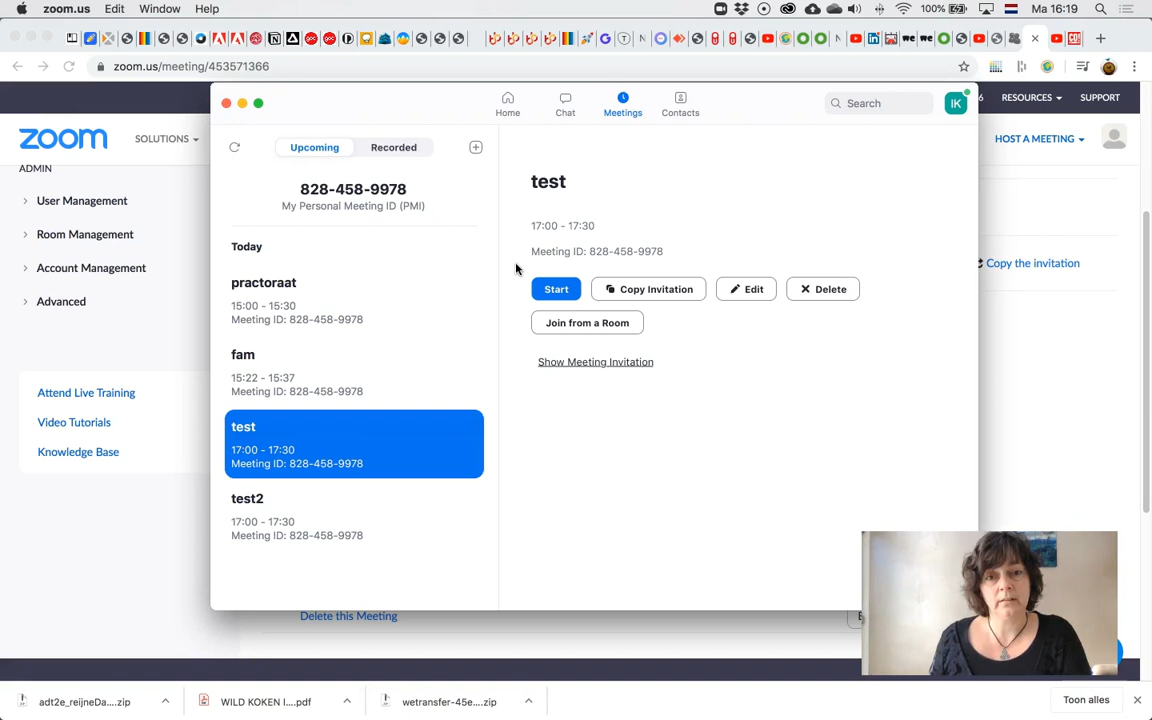 zoom.us Edit Window Help 100% Ma 16:19
zoom.us/meeting/453571366
RESOURCES SUPPORT
Home Chat Meetings Contacts Search IK
zoom SOLUTIONS HOST A MEETING
Upcoming Recorded
ADMIN
User Management
Room Management
Account Management
Advanced
Attend Live Training
Video Tutorials
Knowledge Base
828-458-9978
My Personal Meeting ID (PMI)
Today
practoraat
15:00 - 15:30
Meeting ID: 828-458-9978
fam
15:22 - 15:37
Meeting ID: 828-458-9978
test
17:00 - 17:30
Meeting ID: 828-458-9978
test2
17:00 - 17:30
Meeting ID: 828-458-9978
test
17:00 - 17:30
Meeting ID: 828-458-9978
Start Copy Invitation Edit Delete
Join from a Room
Show Meeting Invitation
Copy the invitation
Delete this Meeting
adt2e_reijneDa....zip WILD KOKEN I....pdf wetransfer-45e....zip Toon alles